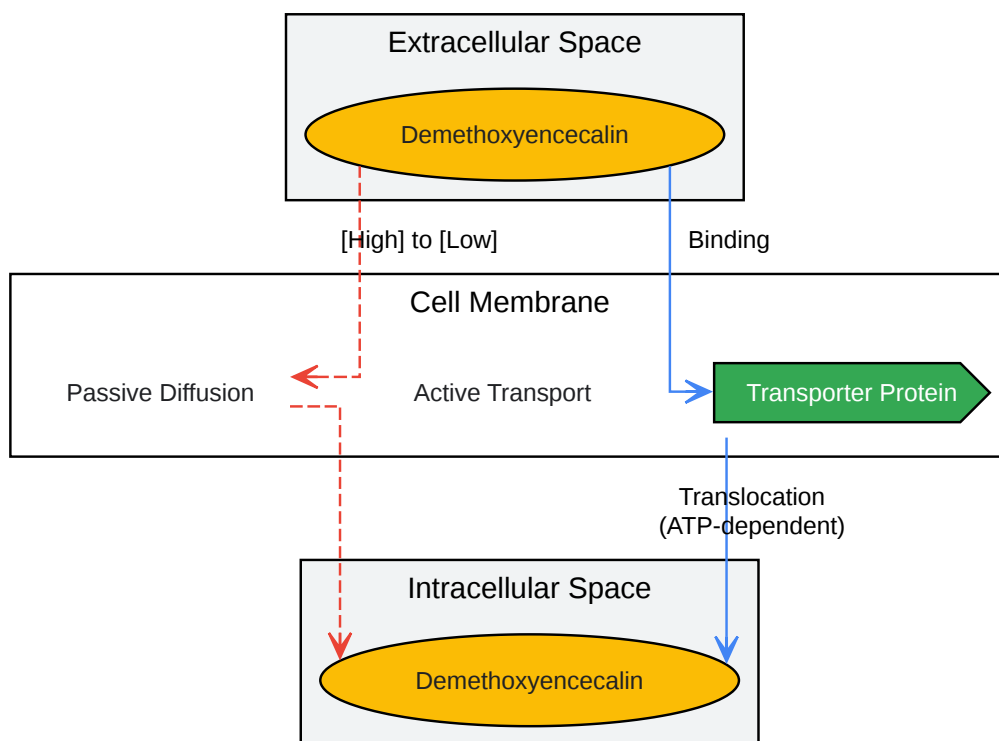 Extracellular Space
Demethoxyencecalin
[High] to [Low]
Binding
Cell Membrane
Passive Diffusion
Active Transport
Transporter Protein
Translocation
(ATP-dependent)
Intracellular Space
Demethoxyencecalin